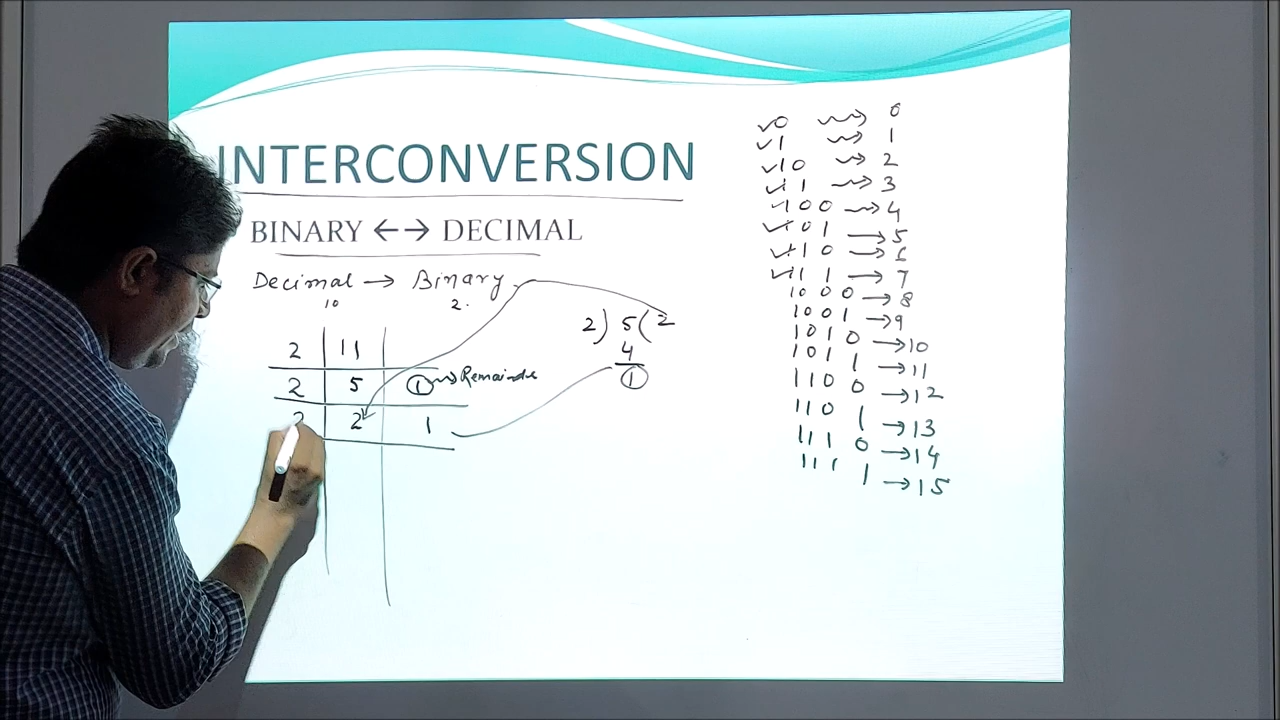 INTERCONVERSION
BINARY ←→ DECIMAL
Decimal → Binary
10 2.
2 11
2 5 1 → Remainder
2 2 1
2) 5 ( 2
4
1
✓0 → 0
✓1 → 1
✓10 → 2
✓11 → 3
✓100 → 4
✓101 → 5
✓110 → 6
✓111 → 7
1000 → 8
1001 → 9
1010 → 10
1011 → 11
1100 → 12
1101 → 13
1110 → 14
1111 → 15